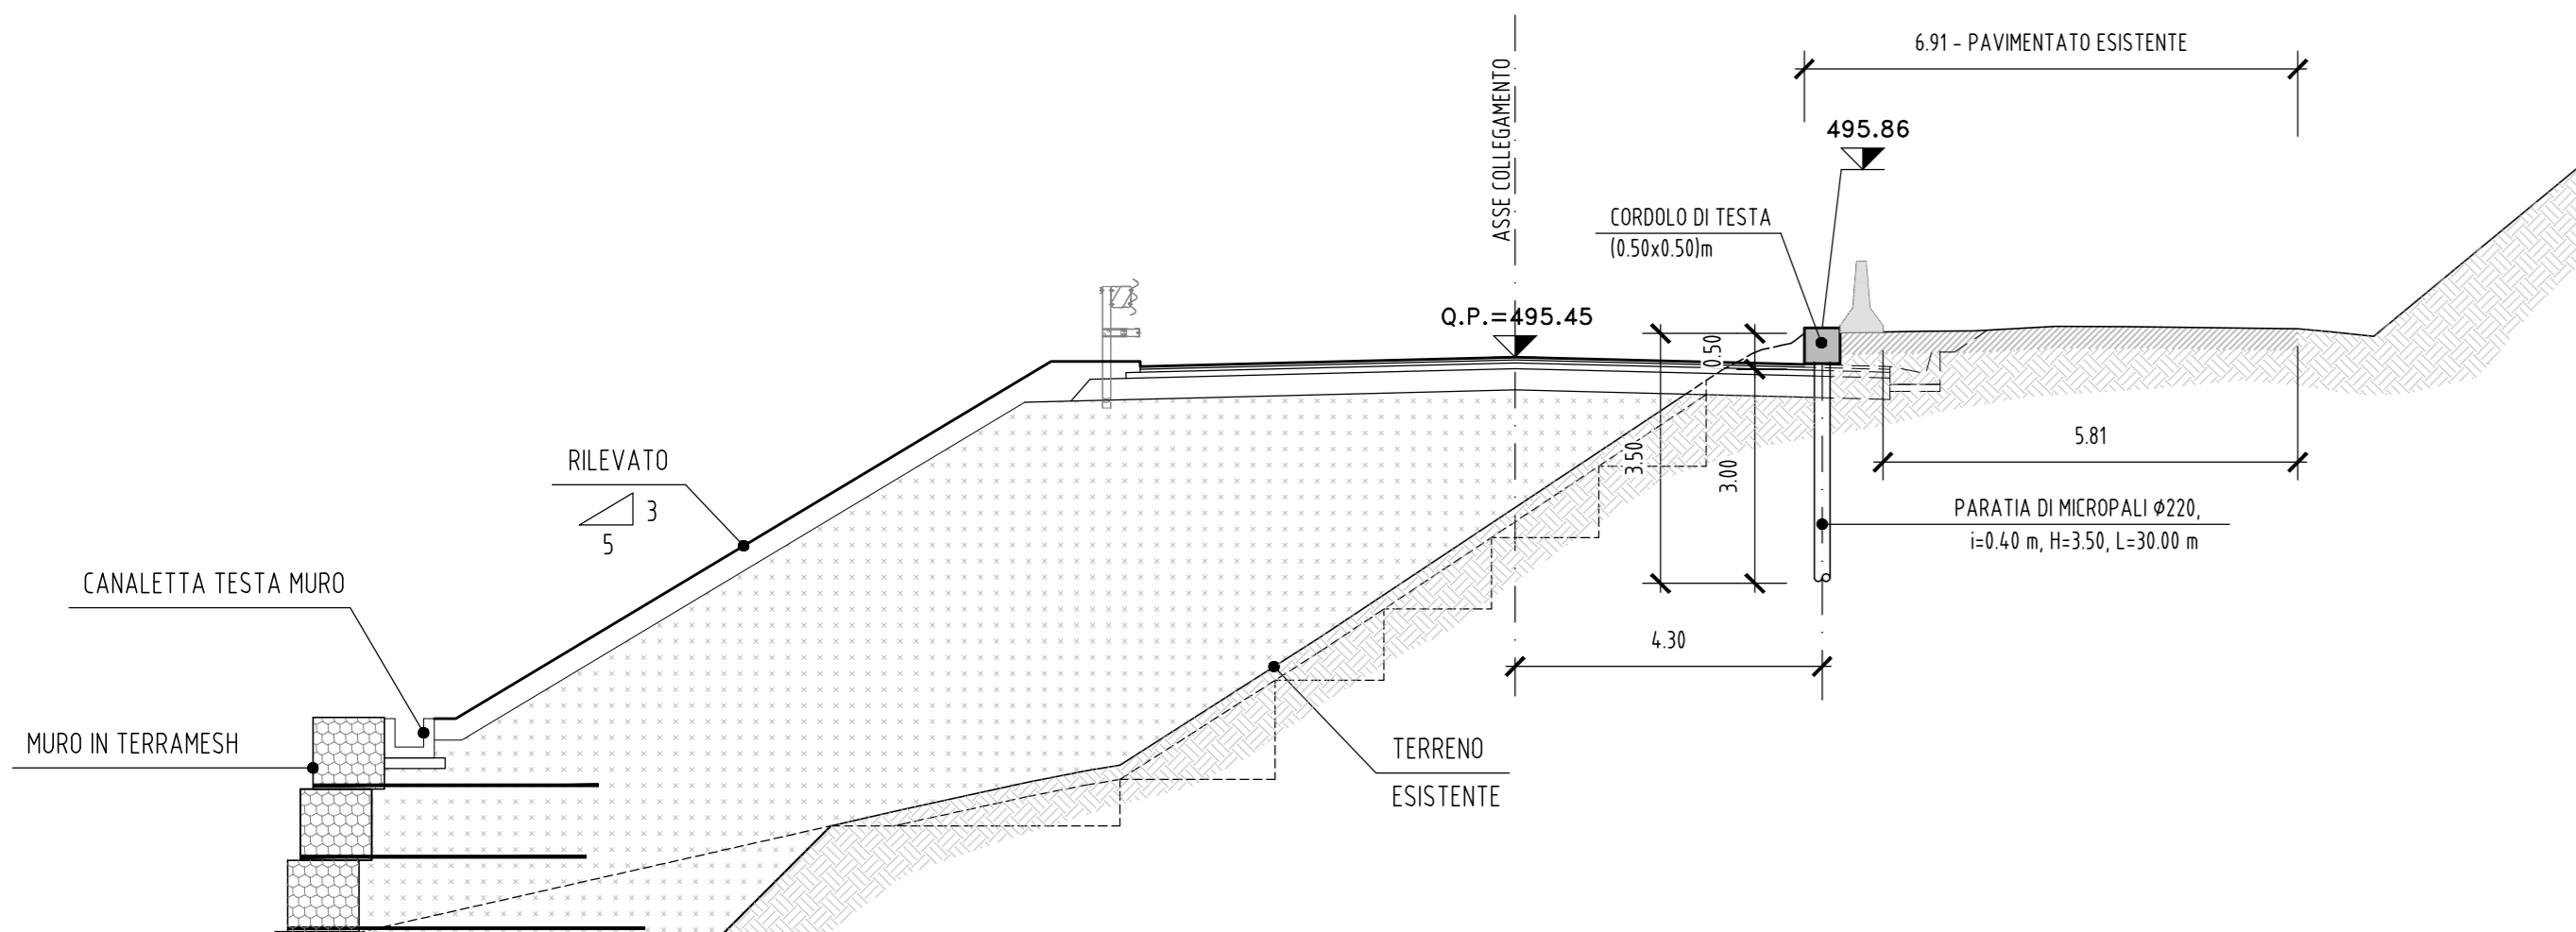 6.91 - PAVIMENTATO ESISTENTE
ASSE COLLEGAMENTO
495.86
CORDOLO DI TESTA
(0.50x0.50)m
Q.P.=495.45
0.50
3.50
3.00
5.81
RILEVATO
3
5
PARATIA DI MICROPALI Ø220,
i=0.40 m, H=3.50, L=30.00 m
CANALETTA TESTA MURO
4.30
MURO IN TERRAMESH
TERRENO
ESISTENTE